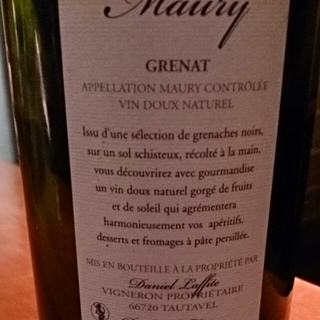 Maury
GRENAT
APPELLATION MAURY CONTRÔLÉE
VIN DOUX NATUREL
Issu d'une sélection de grenaches noirs,
sur un sol schisteux, récolté à la main,
vous découvrirez avec gourmandise
un vin doux naturel gorgé de fruits
et de soleil qui agrémentera
harmonieusement vos apéritifs,
desserts et fromages à pâte persillée.
MIS EN BOUTEILLE À LA PROPRIÉTÉ PAR
Daniel Laffite
VIGNERON PROPRIÉTAIRE
66720 TAUTAVEL